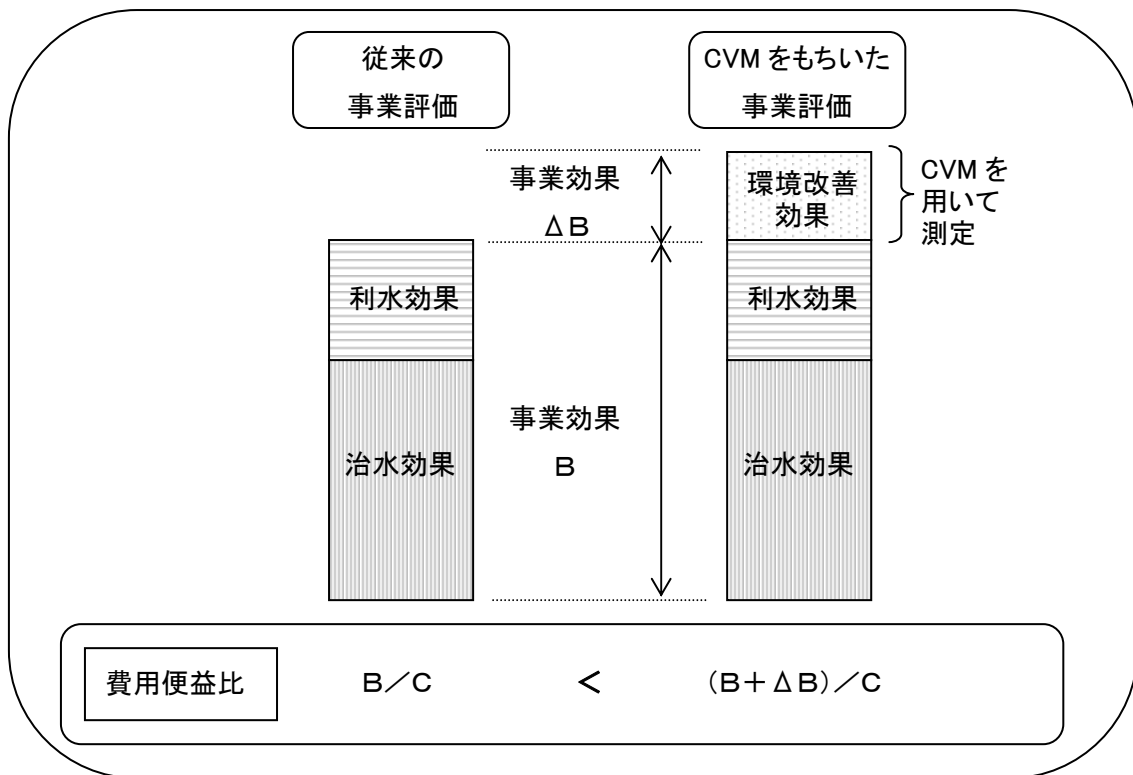 従来の
事業評価
CVMをもちいた
事業評価
事業効果
ΔB
環境改善
効果
CVMを
用いて
測定
利水効果
利水効果
事業効果
B
治水効果
治水効果
費用便益比
B/C
<
(B+ΔB)/C